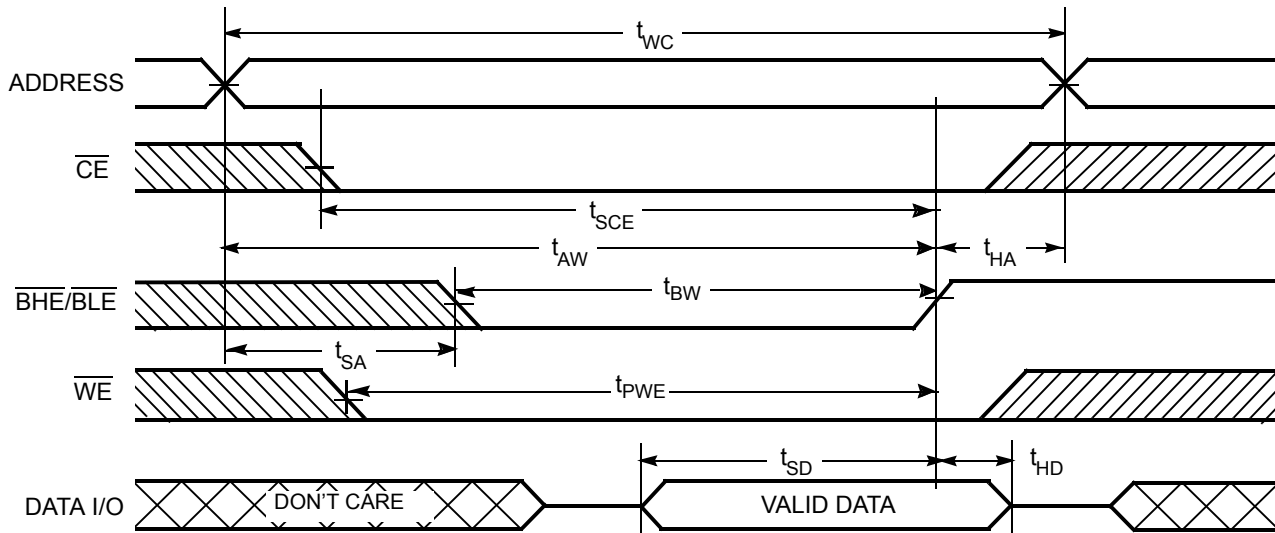 tWC
ADDRESS
CE
tSCE
tAW
tHA
BHE/BLE
tBW
tSA
WE
tPWE
tSD
tHD
DATA I/O
DON'T CARE
VALID DATA